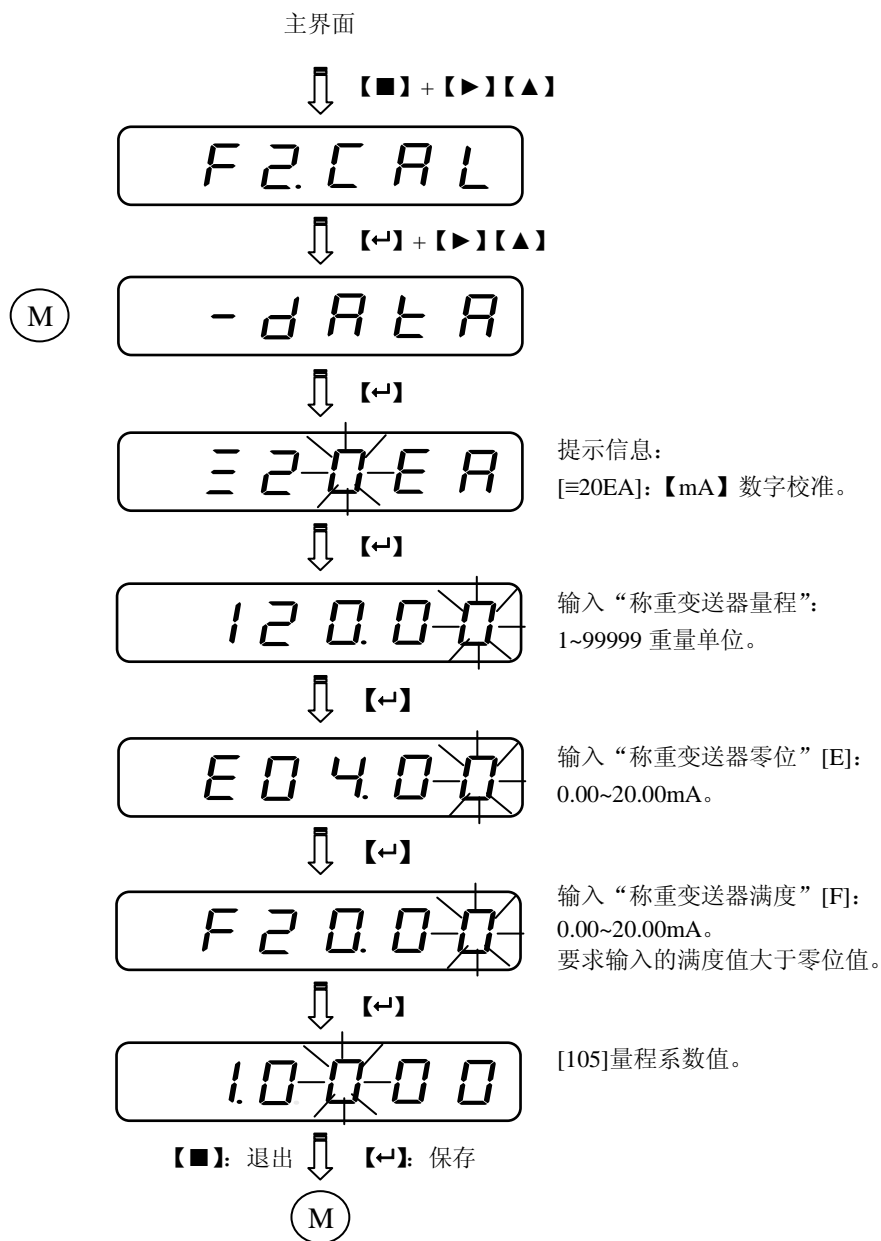 主界面
【■】+【►】【▲】
F2.CAL
【↵】+【►】【▲】
M
-dAtA
【↵】
≡20EA
提示信息：
[≡20EA]：【mA】数字校准。
【↵】
120.00
输入“称重变送器量程”：
1~99999 重量单位。
【↵】
E04.00
输入“称重变送器零位”[E]：
0.00~20.00mA。
【↵】
F20.00
输入“称重变送器满度”[F]：
0.00~20.00mA。
要求输入的满度值大于零位值。
【↵】
1.0000
[105]量程系数值。
【■】：退出 【↵】：保存
M